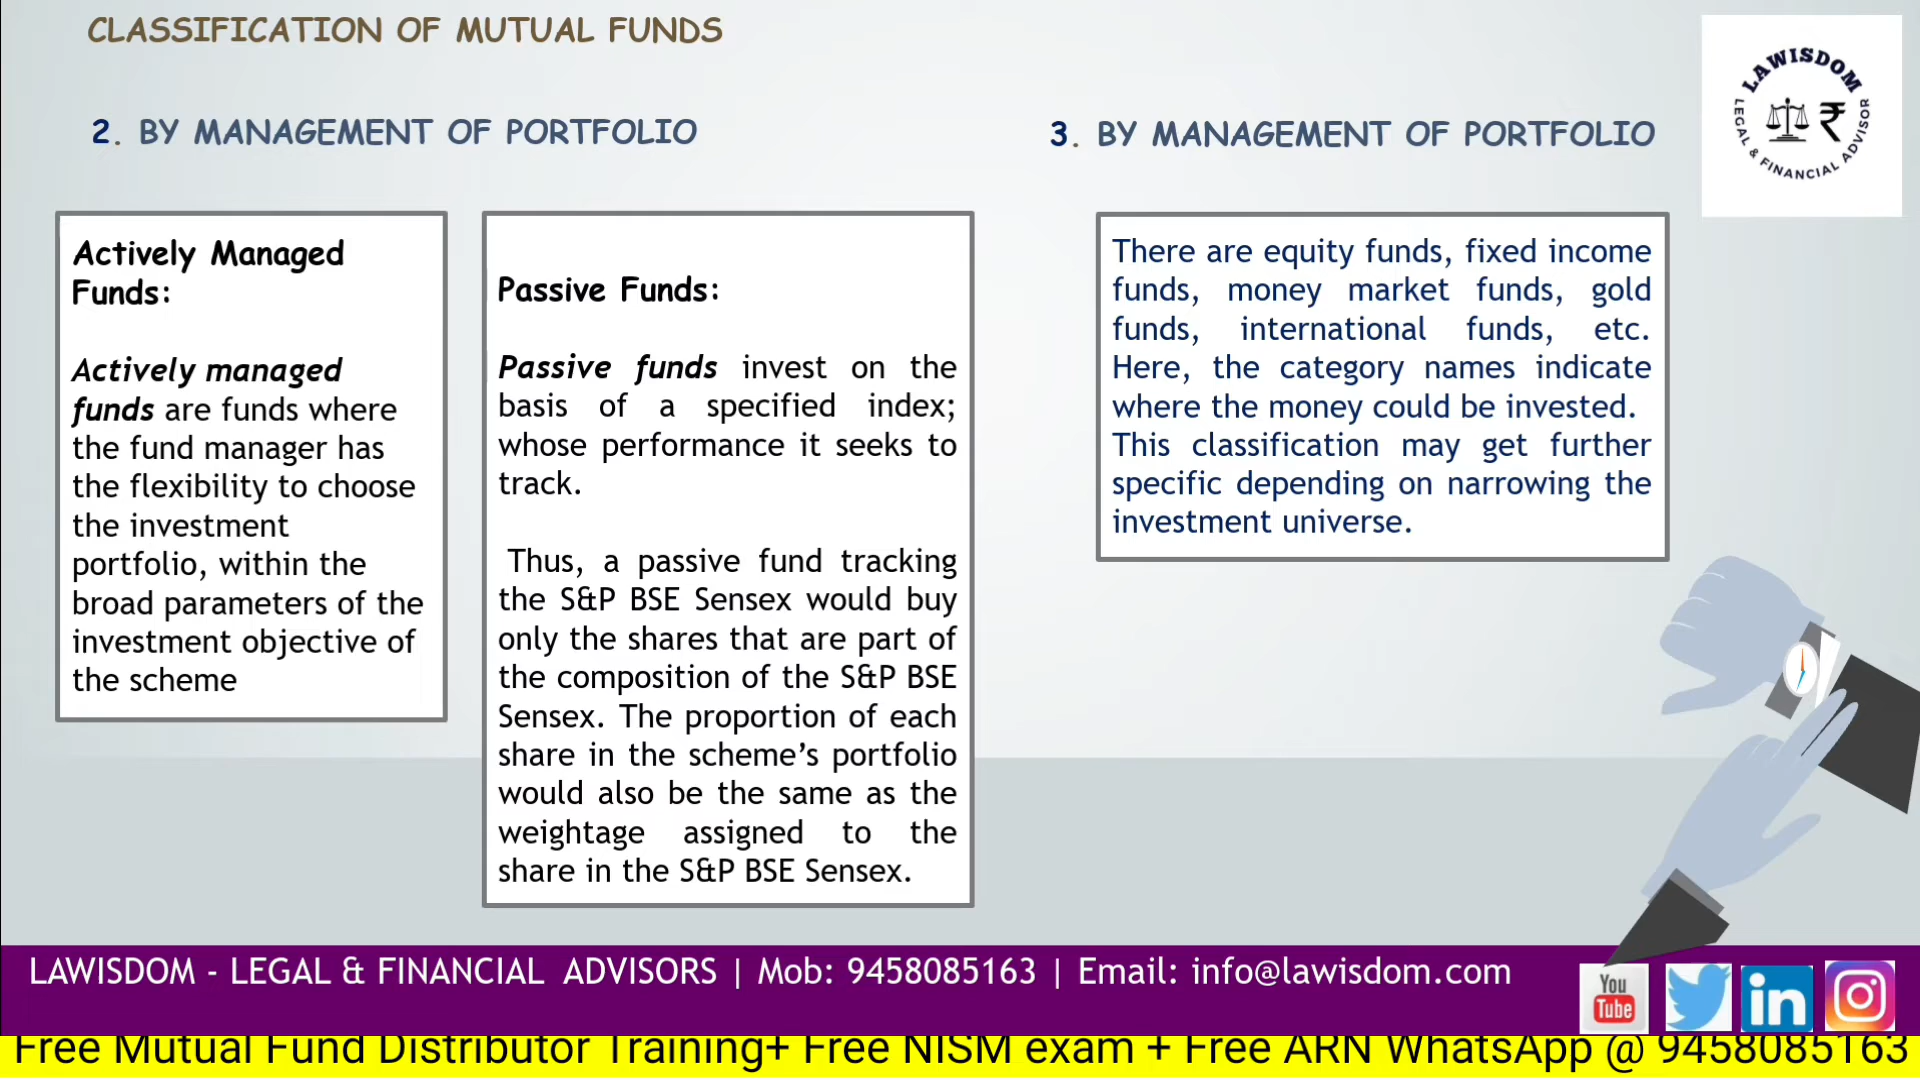 CLASSIFICATION OF MUTUAL FUNDS
LAWISDOM
LEGAL & FINANCIAL ADVISOR
2. BY MANAGEMENT OF PORTFOLIO
Actively Managed
Funds:
Actively managed
funds are funds where
the fund manager has
the flexibility to choose
the investment
portfolio, within the
broad parameters of the
investment objective of
the scheme
Passive Funds:
Passive funds invest on the
basis of a specified index;
whose performance it seeks to
track.
Thus, a passive fund tracking
the S&P BSE Sensex would buy
only the shares that are part of
the composition of the S&P BSE
Sensex. The proportion of each
share in the scheme’s portfolio
would also be the same as the
weightage assigned to the
share in the S&P BSE Sensex.
3. BY MANAGEMENT OF PORTFOLIO
There are equity funds, fixed income
funds, money market funds, gold
funds, international funds, etc.
Here, the category names indicate
where the money could be invested.
This classification may get further
specific depending on narrowing the
investment universe.
LAWISDOM - LEGAL & FINANCIAL ADVISORS | Mob: 9458085163 | Email: info@lawisdom.com
You
Tube
in
Free Mutual Fund Distributor Training+ Free NISM exam + Free ARN WhatsApp @ 9458085163